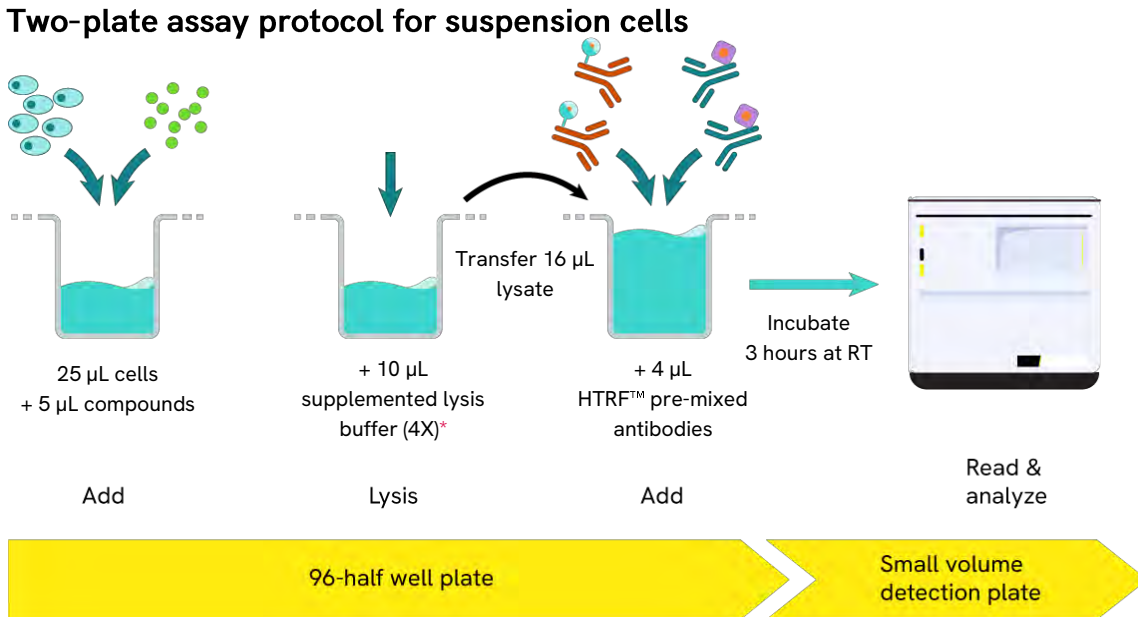 Two-plate assay protocol for suspension cells
25 µL cells
+ 5 µL compounds
+ 10 µL
supplemented lysis
buffer (4X)*
Transfer 16 µL
lysate
+ 4 µL
HTRF™ pre-mixed
antibodies
Incubate
3 hours at RT
Add
Lysis
Add
Read &
analyze
96-half well plate
Small volume
detection plate